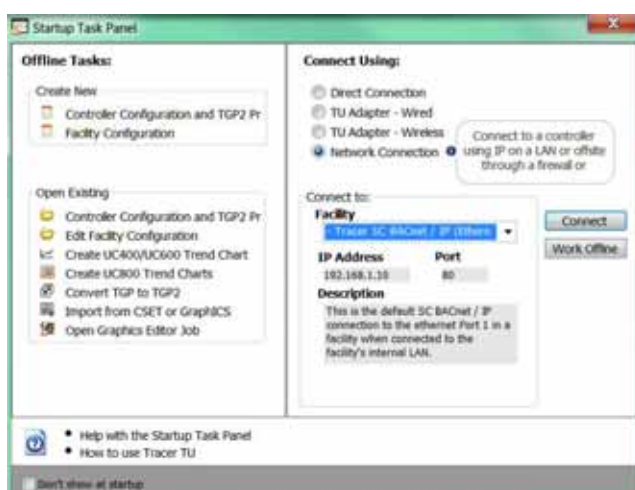 Startup Task Panel
Offline Tasks:
Create New
Controller Configuration and TGP2 Pr
Facility Configuration
Open Existing
Controller Configuration and TGP2 Pr
Edit Facility Configuration
Create UC400/UC600 Trend Chart
Create UC800 Trend Charts
Convert TGP to TGP2
Import from CSET or GraphICS
Open Graphics Editor Job
Connect Using:
Direct Connection
TU Adapter - Wired
TU Adapter - Wireless
Network Connection
Connect to a controller
using IP on a LAN or offsite
through a firewall or
Connect to:
Facility
- Tracer SC BACnet / IP (Ethern
IP Address Port
192.168.1.10 80
Description
This is the default SC BACnet / IP
connection to the ethernet Port 1 in a
facility when connected to the
facility's internal LAN.
Connect
Work Offline
Help with the Startup Task Panel
How to use Tracer TU
Don't show at startup